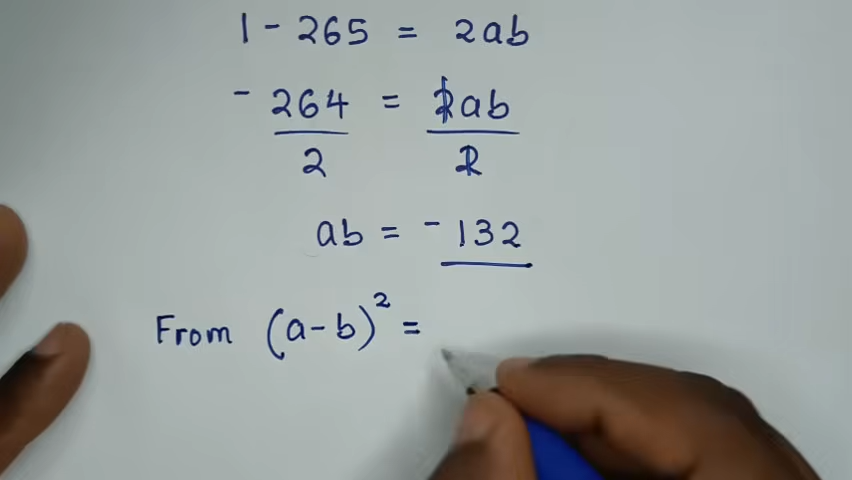 1 - 265 = 2ab
- 264/2 = 2ab/2
ab = -132
From (a-b)² =